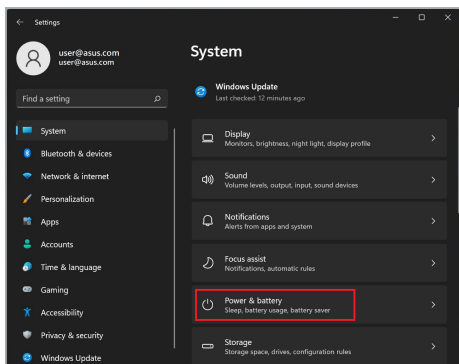 Settings
user@asus.com
user@asus.com
Find a setting
System
Bluetooth & devices
Network & internet
Personalization
Apps
Accounts
Time & language
Gaming
Accessibility
Privacy & security
Windows Update
System
Windows Update
Last checked: 12 minutes ago
Display
Monitors, brightness, night light, display profile
Sound
Volume levels, output, input, sound devices
Notifications
Alerts from apps and system
Focus assist
Notifications, automatic rules
Power & battery
Sleep, battery usage, battery saver
Storage
Storage space, drives, configuration rules